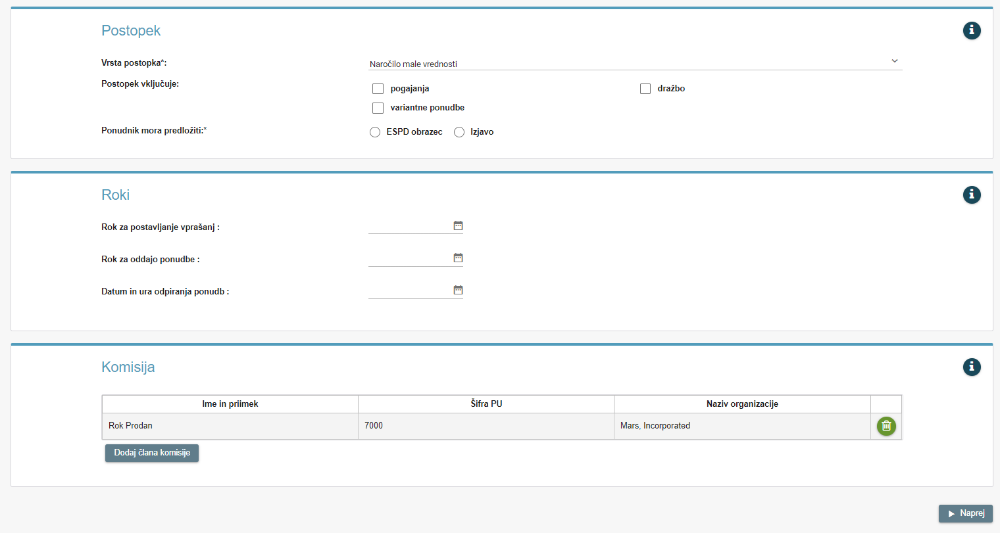 Postopek
Vrsta postopka*:
Naročilo male vrednosti
Postopek vključuje:
pogajanja
dražbo
variantne ponudbe
Ponudnik mora predložiti:*
ESPD obrazec
Izjavo
Roki
Rok za postavljanje vprašanj :
Rok za oddajo ponudbe :
Datum in ura odpiranja ponudb :
Komisija
Ime in priimek Šifra PU Naziv organizacije
Rok Prodan 7000 Mars, Incorporated
Dodaj člana komisije
Naprej